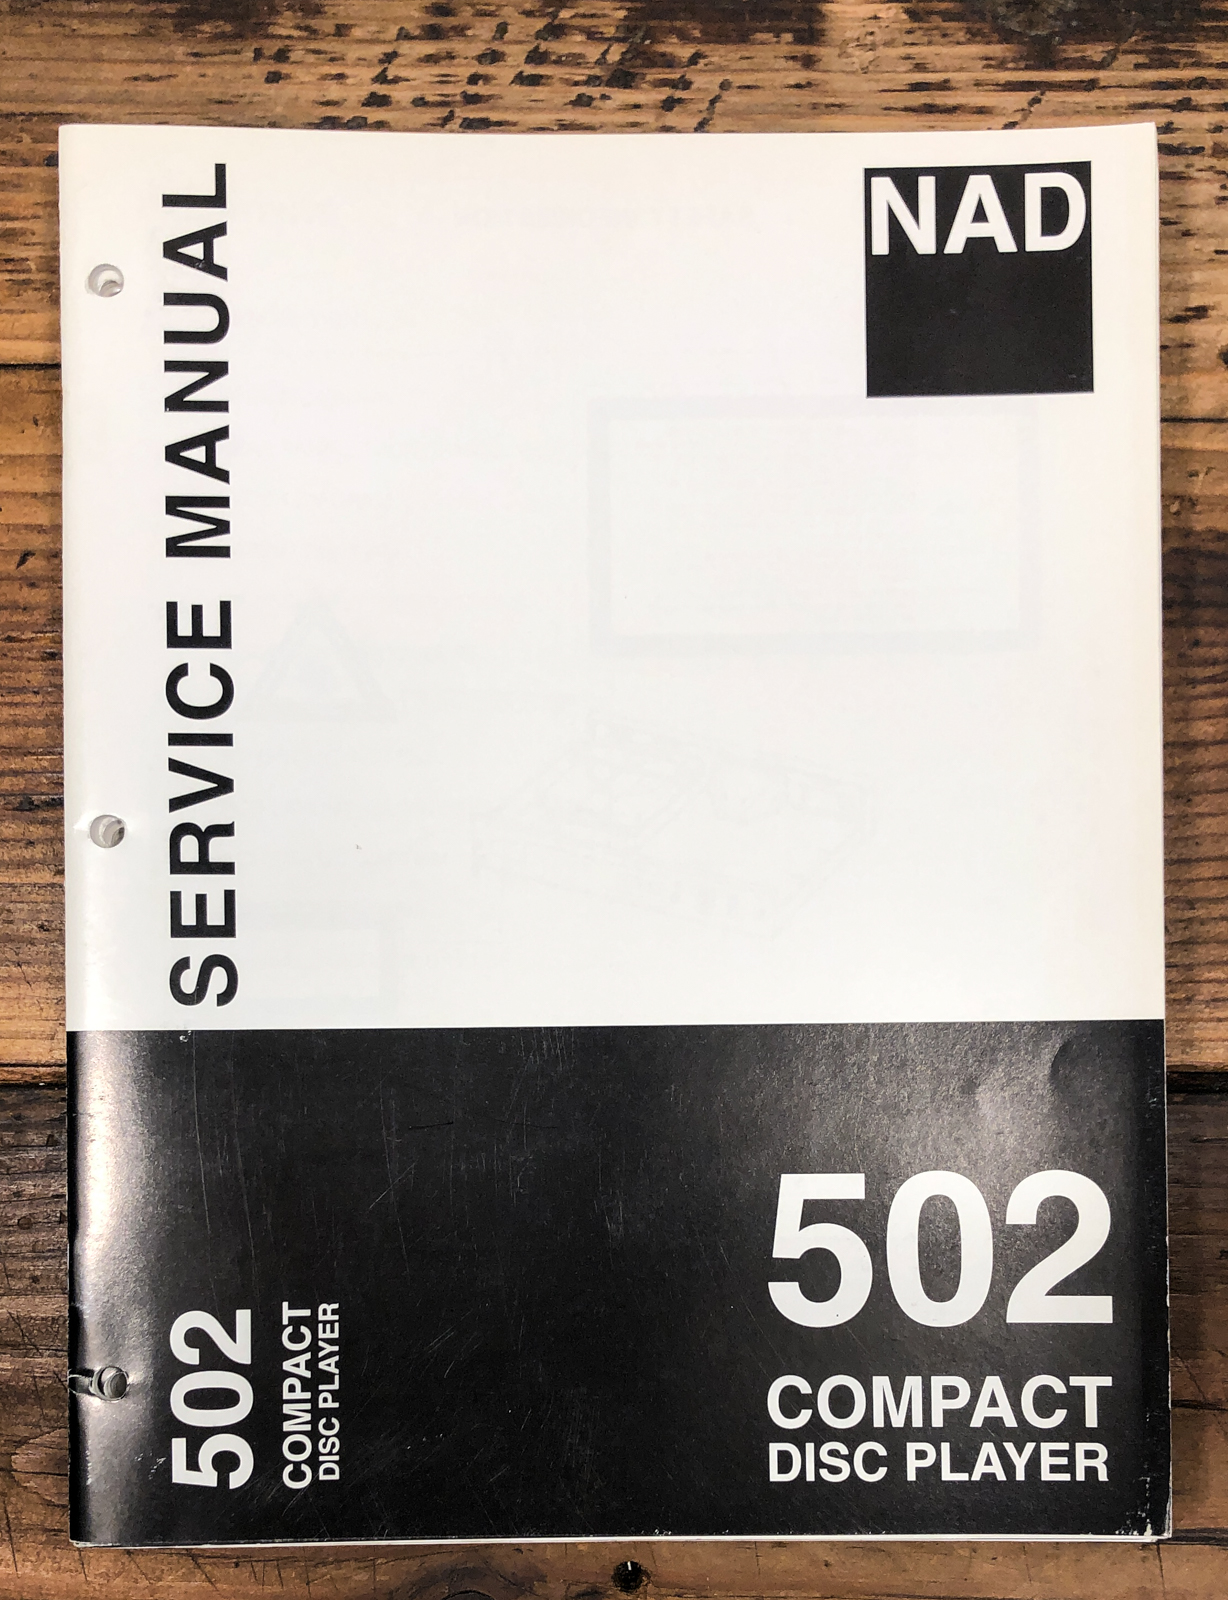 NAD
SERVICE MANUAL
502
COMPACT
DISC PLAYER
502
COMPACT
DISC PLAYER